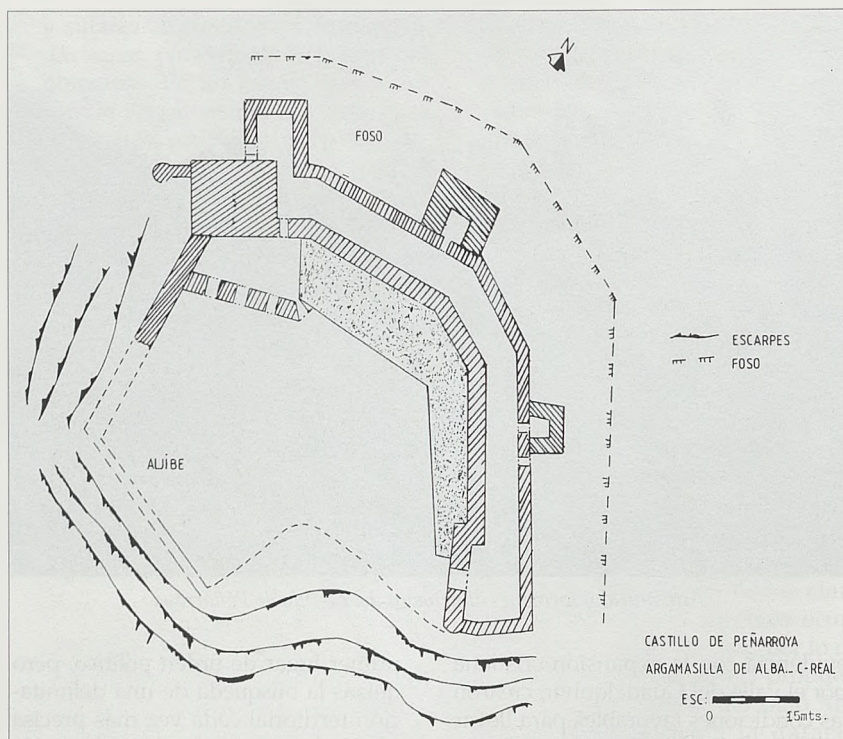 N
FOSO
ESCARPES
FOSO
ALJIBE
CASTILLO DE PEÑARROYA
ARGAMASILLA DE ALBA._ C-REAL
ESC:
0 15mts.